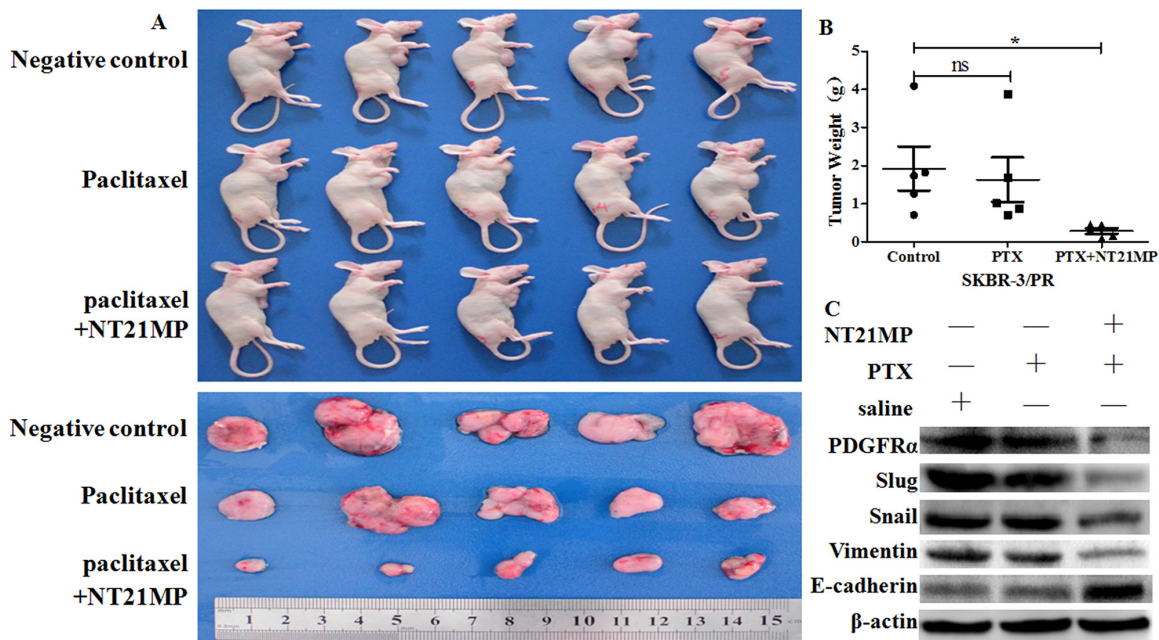 A
Negative control
Paclitaxel
paclitaxel
+NT21MP
Negative control
Paclitaxel
paclitaxel
+NT21MP
1 2 3 4 5 6 7 8 9 10 11 12 13 14 15
B
Tumor Weight (g)
5
4
3
2
1
0
*
ns
Control PTX PTX+NT21MP
SKBR-3/PR
C
NT21MP — — +
PTX — + +
saline + — —
PDGFRα
Slug
Snail
Vimentin
E-cadherin
β-actin